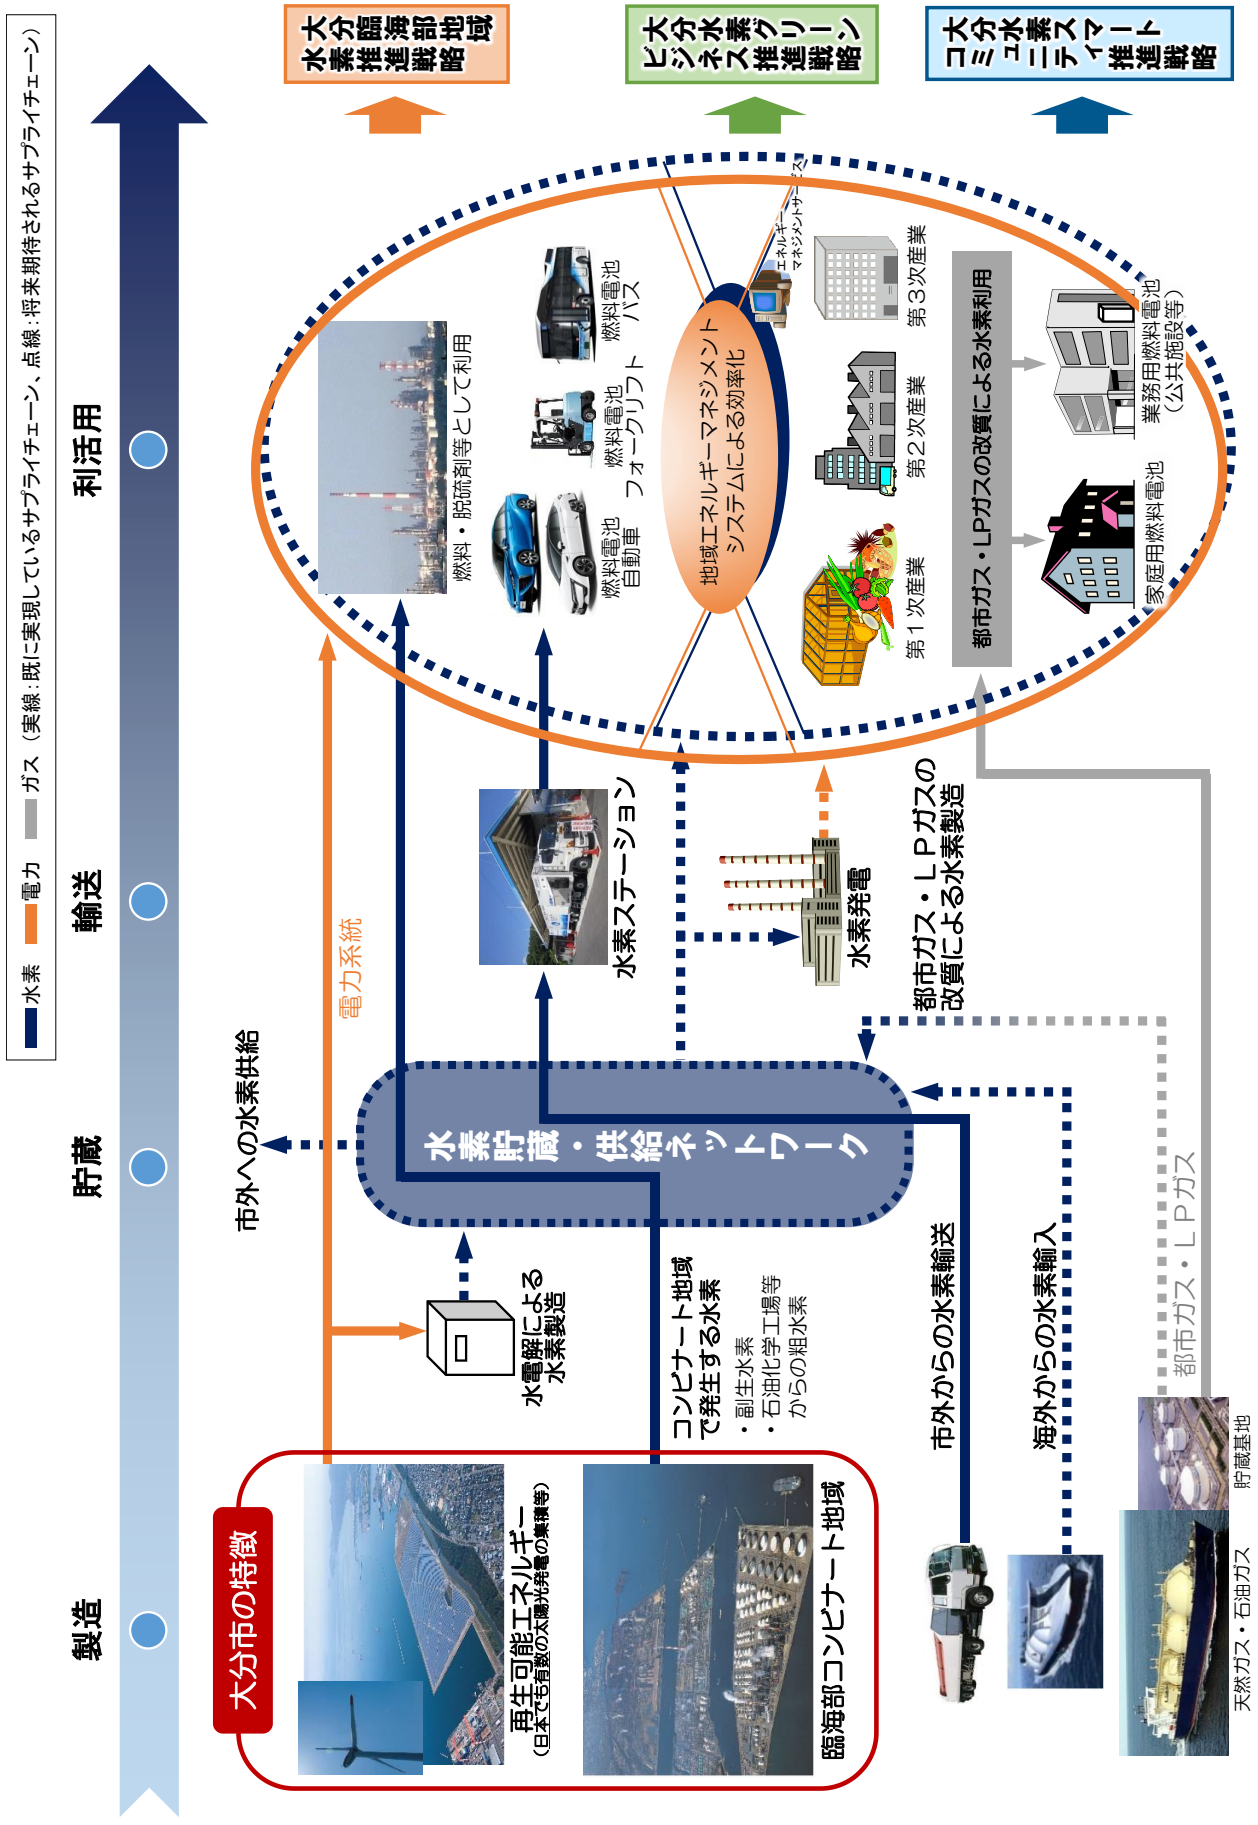 水素 電力 ガス（実線：既に実現しているサプライチェーン、点線：将来期待されるサプライチェーン）
製造
貯蔵
輸送
利活用
大分市の特徴
再生可能エネルギー
（日本でも有数の太陽光発電の集積等）
臨海部コンビナート地域
天然ガス・石油ガス
貯蔵基地
市外への水素供給
電力系統
水電解による
水素製造
コンビナート地域
で発生する水素
・副生水素
・石油化学工場等
からの粗水素
市外からの水素輸送
海外からの水素輸入
都市ガス・ＬＰガス
水素貯蔵・供給ネットワーク
水素ステーション
水素発電
都市ガス・ＬＰガスの
改質による水素製造
燃料・脱硫剤等として利用
燃料電池
自動車
燃料電池
フォークリフト
燃料電池
バス
地域エネルギーマネジメント
システムによる効率化
エネルギー
マネジメントサービス
第１次産業
第２次産業
第３次産業
都市ガス・LPガスの改質による水素利用
家庭用燃料電池
業務用燃料電池
（公共施設等）
大分臨海部地域
水素推進戦略
大分水素グリーン
ビジネス推進戦略
大分水素スマート
コミュニティ推進戦略